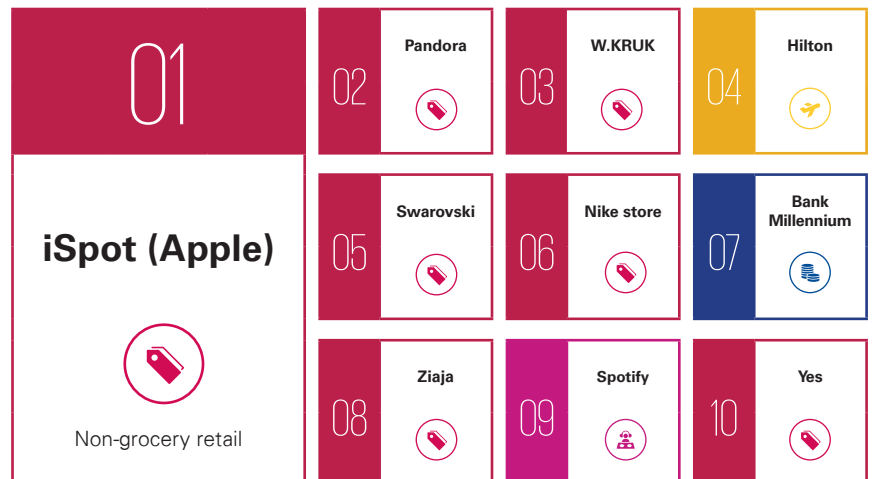 01
iSpot (Apple)
Non-grocery retail
02
Pandora
03
W.KRUK
04
Hilton
05
Swarovski
06
Nike store
07
Bank
Millennium
08
Ziaja
09
Spotify
10
Yes